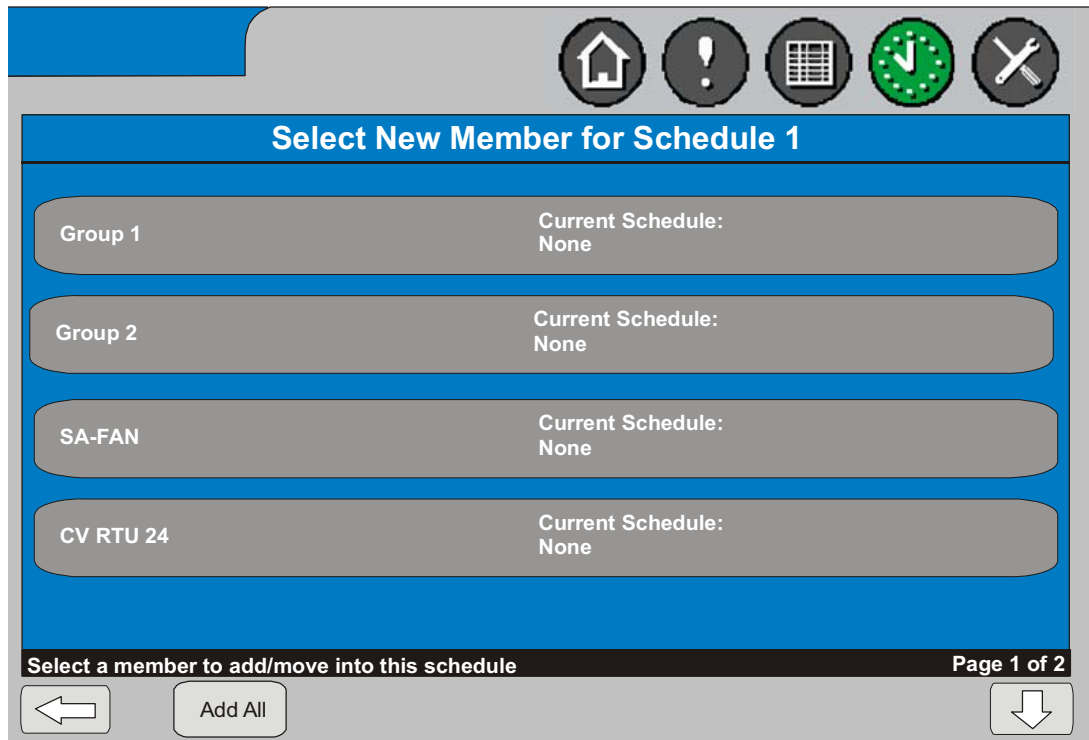 Select New Member for Schedule 1
Group 1
Current Schedule:
None
Group 2
Current Schedule:
None
SA-FAN
Current Schedule:
None
CV RTU 24
Current Schedule:
None
Select a member to add/move into this schedule
Page 1 of 2
Add All